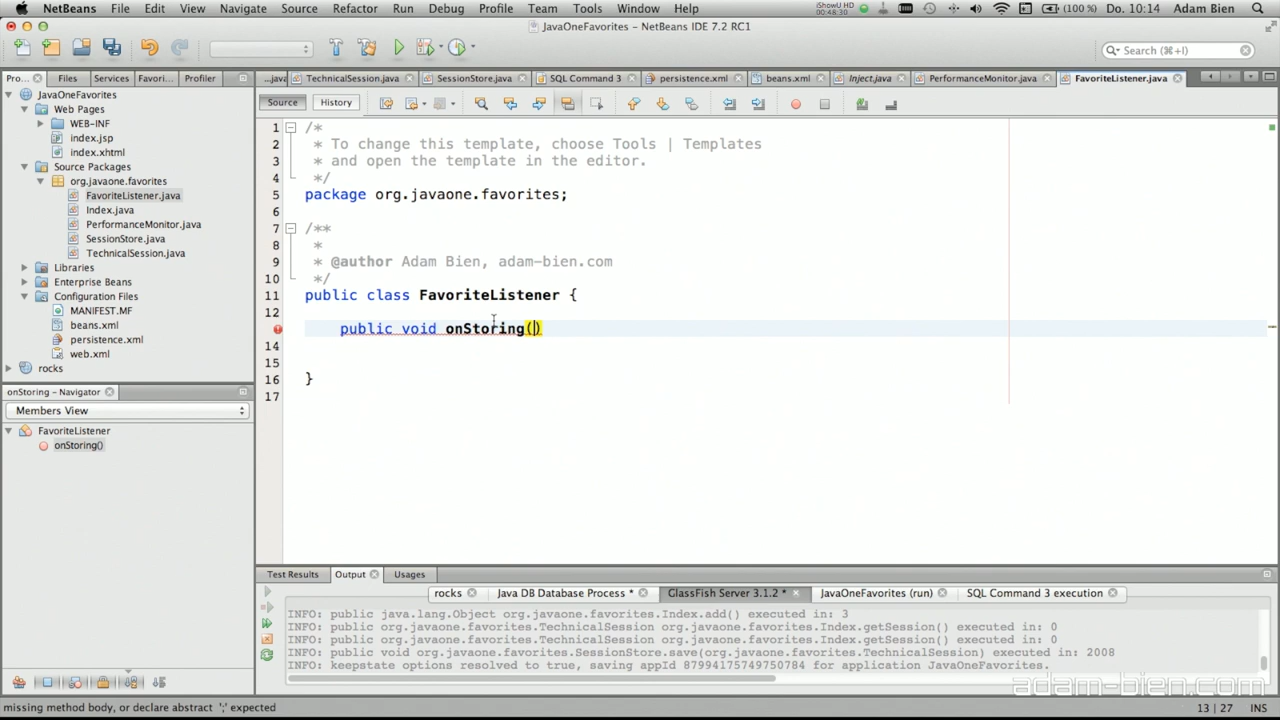 NetBeans File Edit View Navigate Source Refactor Run Debug Profile Team Tools Window Help iShowU HD 00:48:30 (100 %) Do. 10:14 Adam Bien
JavaOneFavorites – NetBeans IDE 7.2 RC1
Search (⌘+I)
Pro... Files Services Favori... Profiler ...java TechnicalSession.java SessionStore.java SQL Command 3 persistence.xml beans.xml Inject.java PerformanceMonitor.java FavoriteListener.java
Source History
JavaOneFavorites
Web Pages
WEB-INF
index.jsp
index.xhtml
Source Packages
org.javaone.favorites
FavoriteListener.java
Index.java
PerformanceMonitor.java
SessionStore.java
TechnicalSession.java
Libraries
Enterprise Beans
Configuration Files
MANIFEST.MF
beans.xml
persistence.xml
web.xml
rocks
1 /*
2 * To change this template, choose Tools | Templates
3 * and open the template in the editor.
4 */
5 package org.javaone.favorites;
6
7 /**
8 *
9 * @author Adam Bien, adam-bien.com
10 */
11 public class FavoriteListener {
12
public void onStoring()
14
15
16 }
17
onStoring – Navigator
Members View
FavoriteListener
onStoring()
Test Results Output Usages
rocks Java DB Database Process * GlassFish Server 3.1.2 * JavaOneFavorites (run) SQL Command 3 execution
INFO: public java.lang.Object org.javaone.favorites.Index.add() executed in: 3
INFO: public org.javaone.favorites.TechnicalSession org.javaone.favorites.Index.getSession() executed in: 0
INFO: public org.javaone.favorites.TechnicalSession org.javaone.favorites.Index.getSession() executed in: 0
INFO: public void org.javaone.favorites.SessionStore.save(org.javaone.favorites.TechnicalSession) executed in: 2008
INFO: keepstate options resolved to true, saving appId 87994175749750784 for application JavaOneFavorites.
adam-bien.com
missing method body, or declare abstract ';' expected 13 | 27 INS